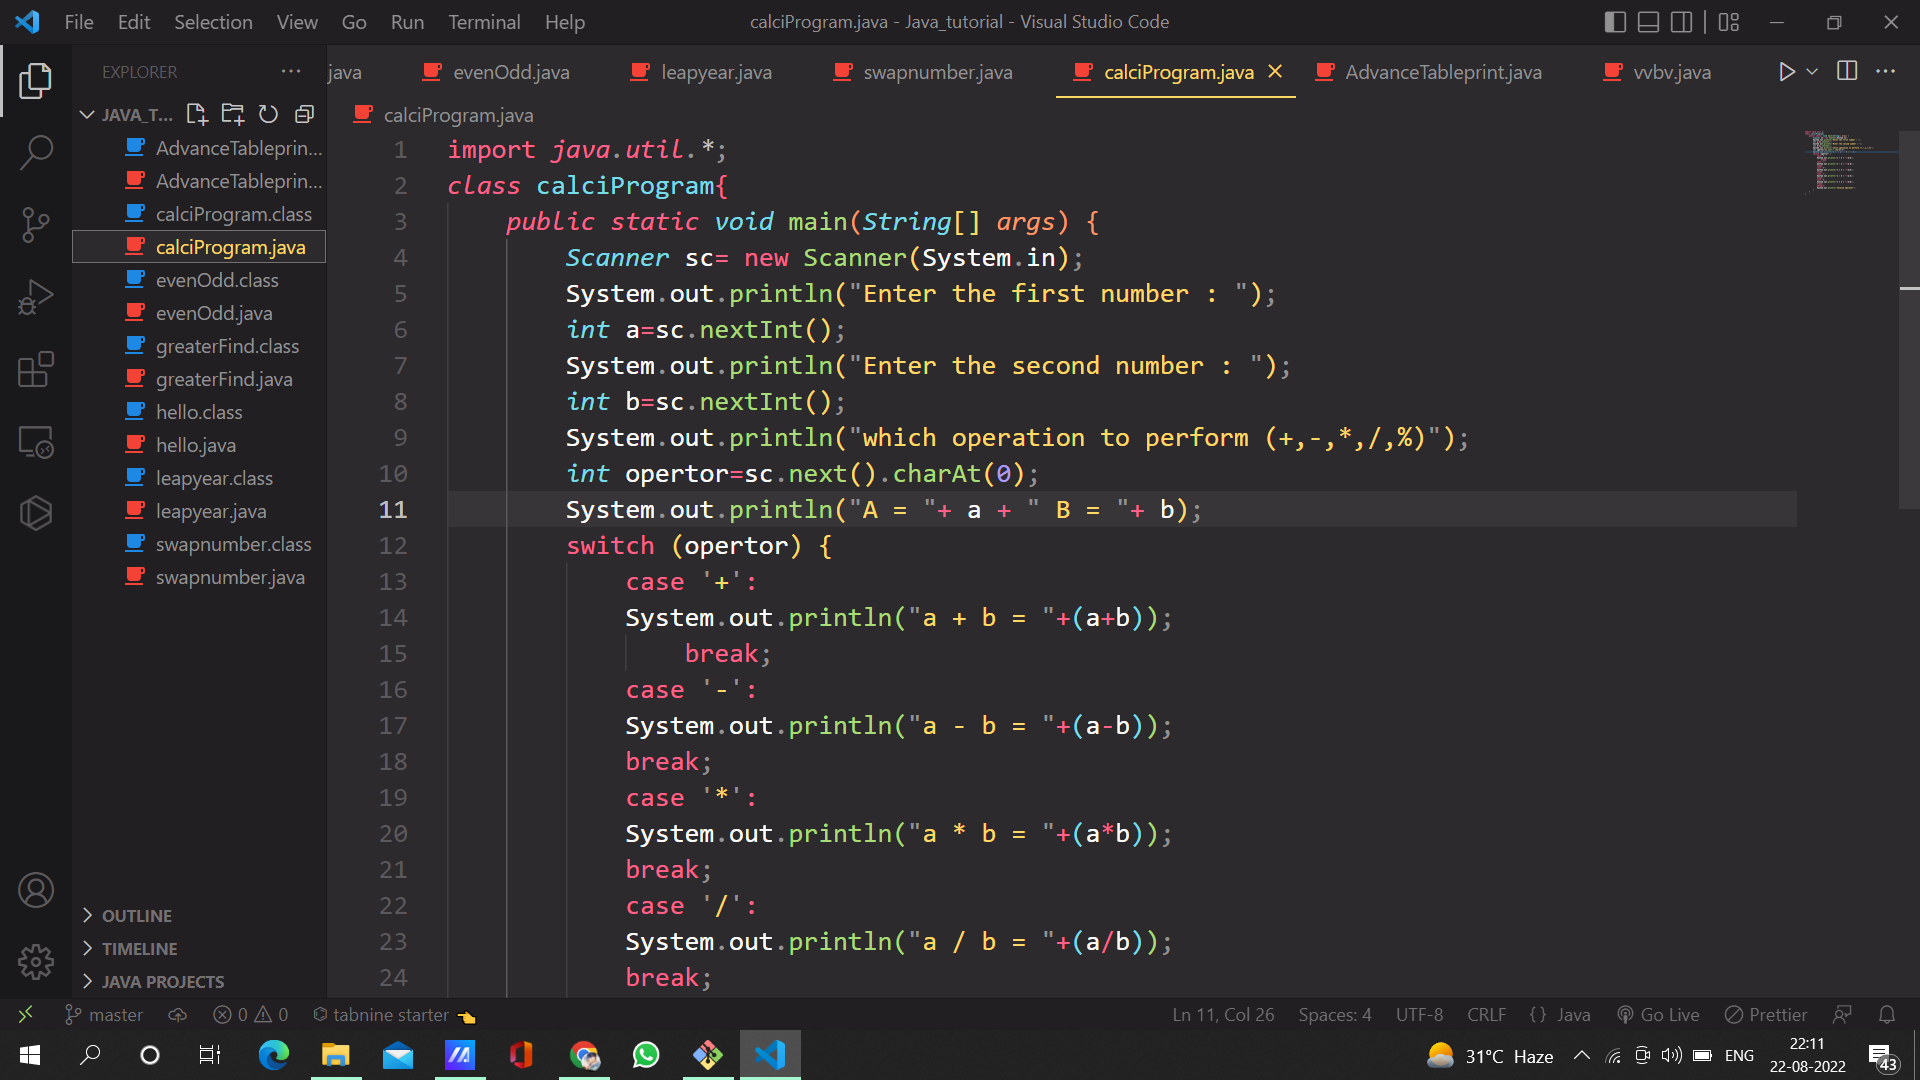 File Edit Selection View Go Run Terminal Help
calciProgram.java - Java_tutorial - Visual Studio Code
EXPLORER
java evenOdd.java leapyear.java swapnumber.java calciProgram.java AdvanceTableprint.java vvbv.java
JAVA_T...
AdvanceTableprin...
AdvanceTableprin...
calciProgram.class
calciProgram.java
evenOdd.class
evenOdd.java
greaterFind.class
greaterFind.java
hello.class
hello.java
leapyear.class
leapyear.java
swapnumber.class
swapnumber.java
OUTLINE
TIMELINE
JAVA PROJECTS
calciProgram.java
1 import java.util.*;
2 class calciProgram{
3     public static void main(String[] args) {
4         Scanner sc= new Scanner(System.in);
5         System.out.println("Enter the first number : ");
6         int a=sc.nextInt();
7         System.out.println("Enter the second number : ");
8         int b=sc.nextInt();
9         System.out.println("which operation to perform (+,-,*,/,%)");
10         int opertor=sc.next().charAt(0);
11         System.out.println("A = "+ a + " B = "+ b);
12         switch (opertor) {
13             case '+':
14             System.out.println("a + b = "+(a+b));
15                 break;
16             case '-':
17             System.out.println("a - b = "+(a-b));
18             break;
19             case '*':
20             System.out.println("a * b = "+(a*b));
21             break;
22             case '/':
23             System.out.println("a / b = "+(a/b));
24             break;
master 0 0 tabnine starter Ln 11, Col 26 Spaces: 4 UTF-8 CRLF {} Java Go Live Prettier
31°C Haze ENG 22:11
22-08-2022 43